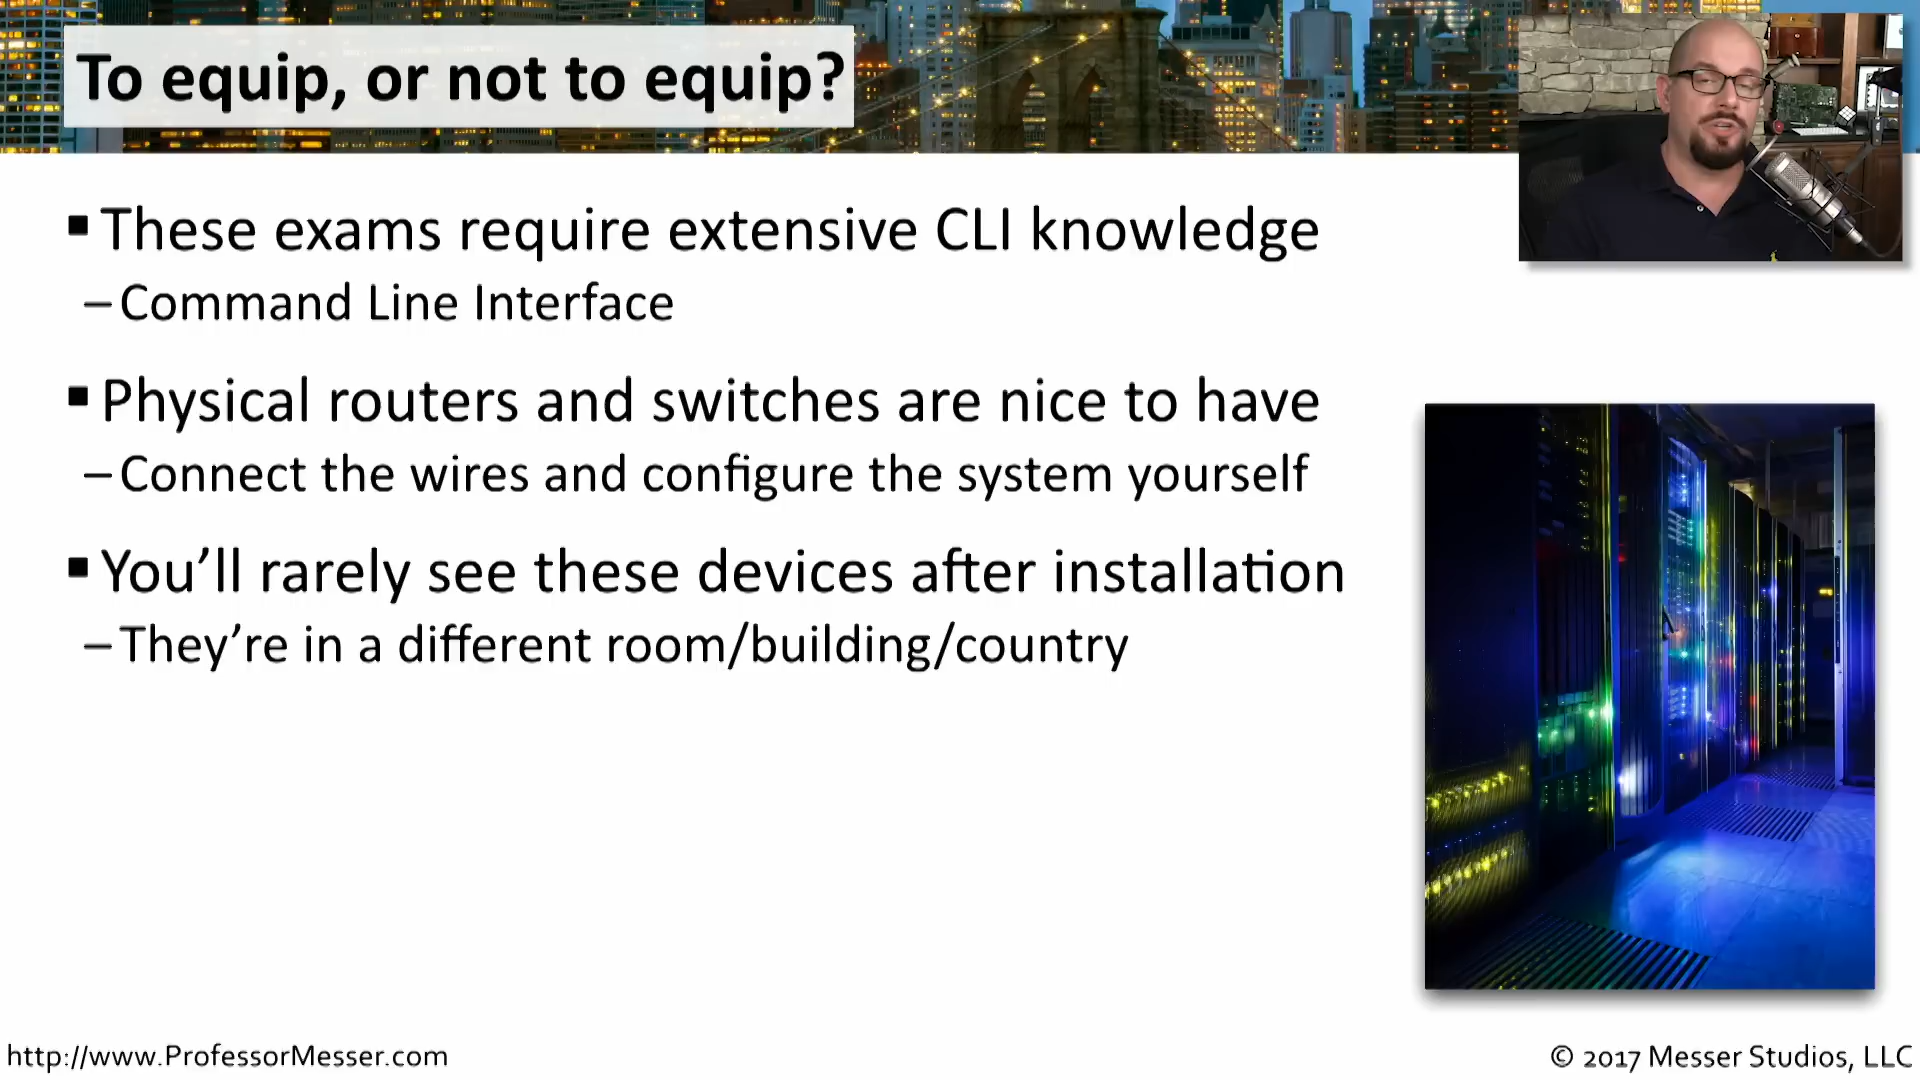 To equip, or not to equip?
▪ These exams require extensive CLI knowledge
– Command Line Interface
▪ Physical routers and switches are nice to have
– Connect the wires and configure the system yourself
▪ You’ll rarely see these devices after installation
– They’re in a different room/building/country
http://www.ProfessorMesser.com
© 2017 Messer Studios, LLC